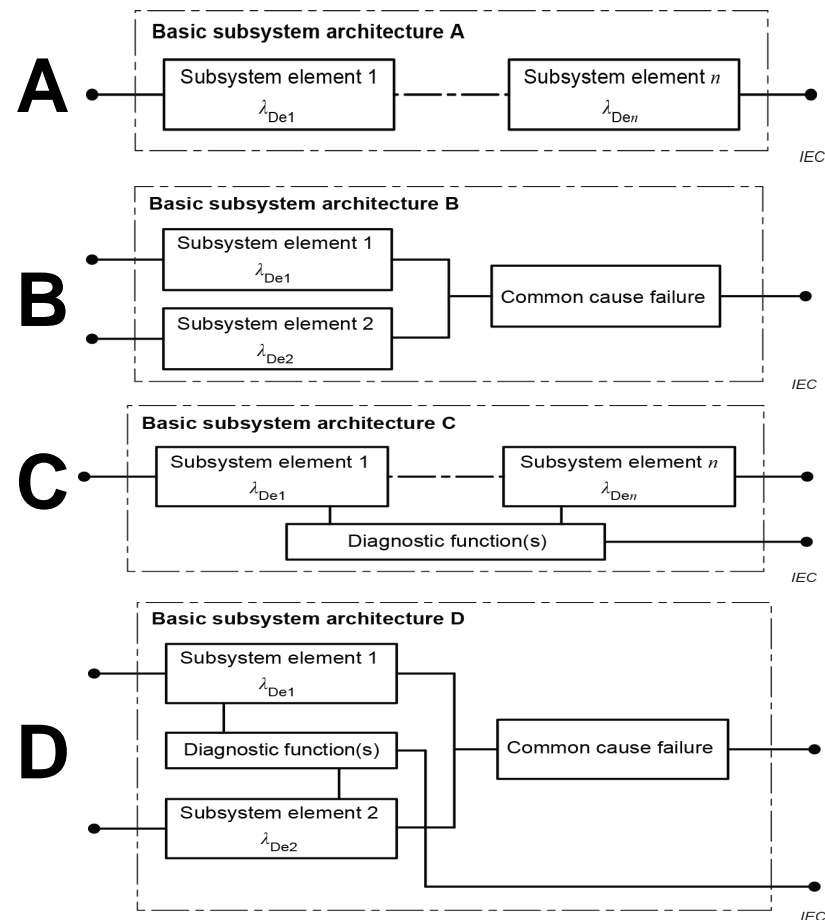 A
Basic subsystem architecture A
Subsystem element 1
λDe1
Subsystem element n
λDen
IEC
B
Basic subsystem architecture B
Subsystem element 1
λDe1
Subsystem element 2
λDe2
Common cause failure
IEC
C
Basic subsystem architecture C
Subsystem element 1
λDe1
Subsystem element n
λDen
Diagnostic function(s)
IEC
D
Basic subsystem architecture D
Subsystem element 1
λDe1
Diagnostic function(s)
Subsystem element 2
λDe2
Common cause failure
IEC